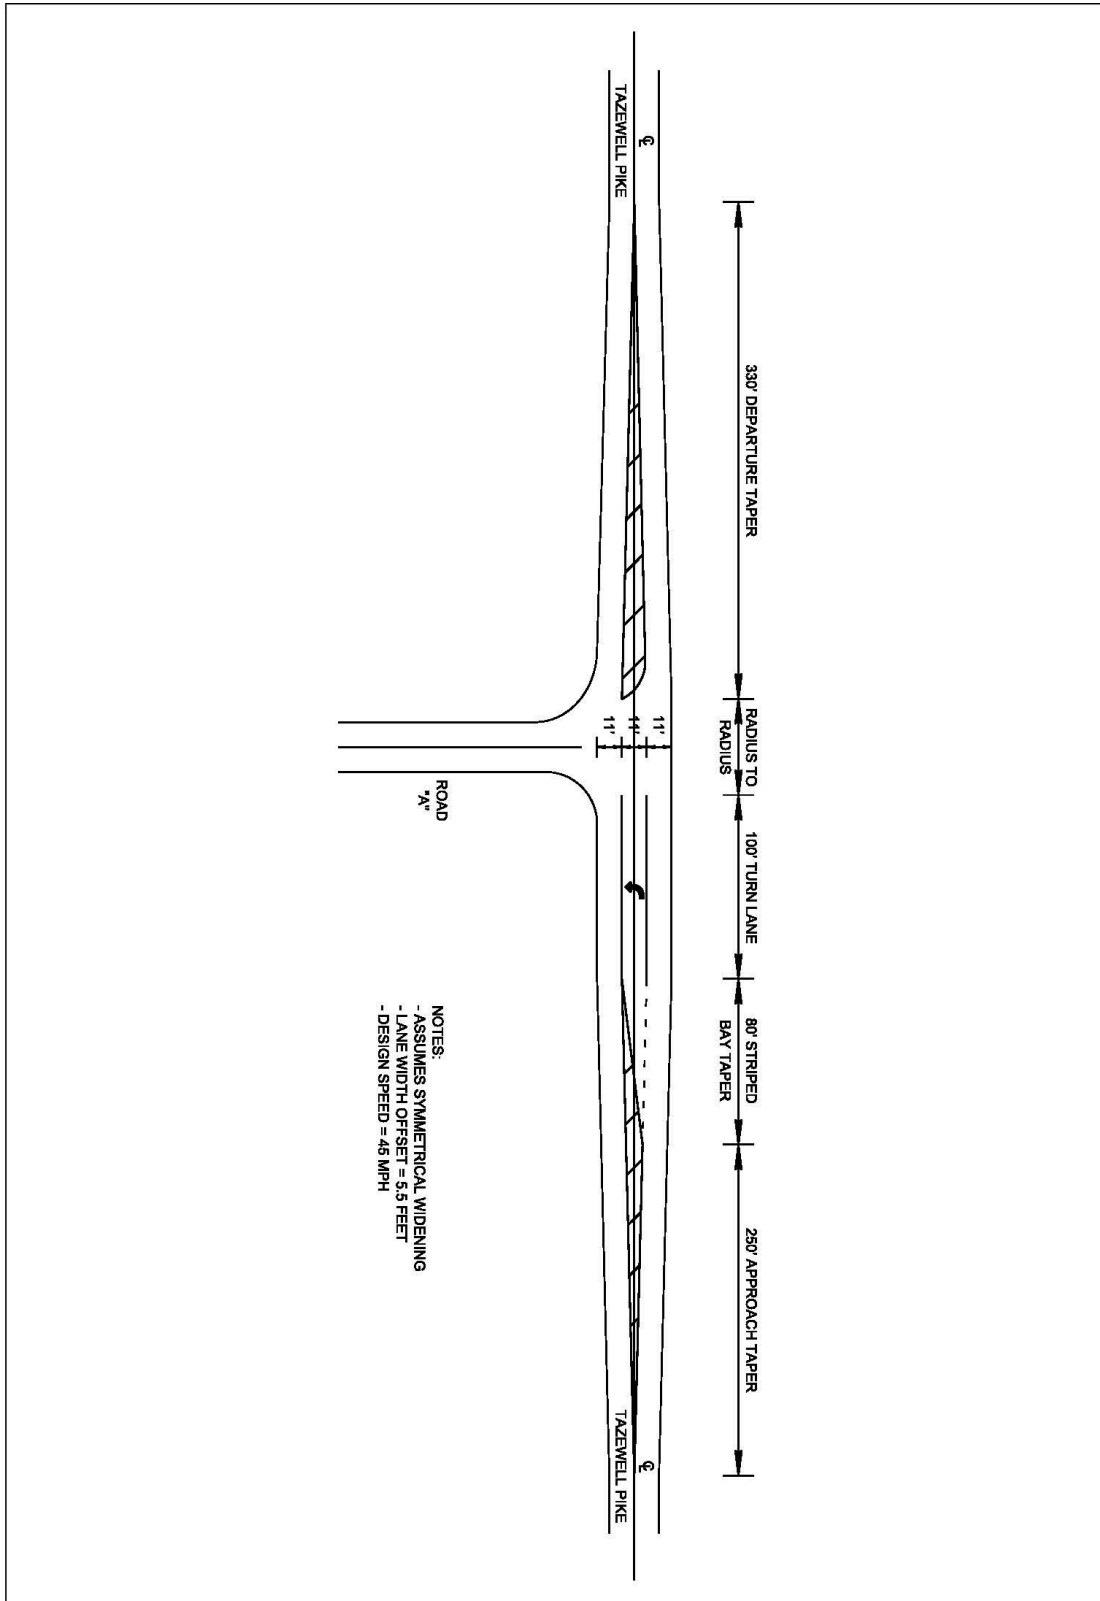 TAZEWELL PIKE
℄
330' DEPARTURE TAPER
RADIUS TO
RADIUS
100' TURN LANE
80' STRIPED
BAY TAPER
250' APPROACH TAPER
11'
11'
11'
ROAD
"A"
TAZEWELL PIKE
℄
NOTES:
- ASSUMES SYMMETRICAL WIDENING
- LANE WIDTH OFFSET = 5.5 FEET
- DESIGN SPEED = 45 MPH